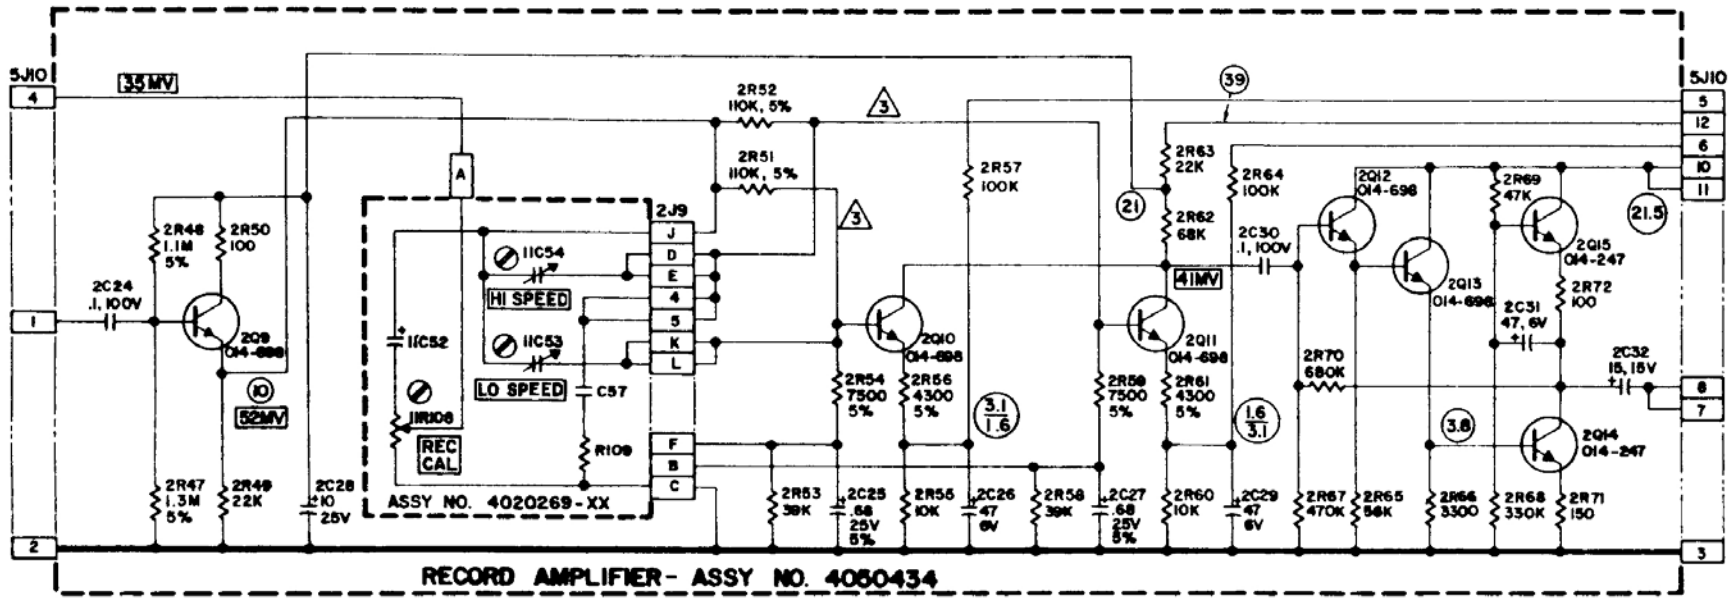 5J10
4
35 MV
1
2
2C24
.1, 100V
2R48
1.1M
5%
2R50
100
2Q9
014-698
10
52MV
2R47
1.3M
5%
2R49
22K
2C28
10
25V
A
11C54
HI SPEED
11C52
11C53
LO SPEED
11R108
REC
CAL
C57
R109
ASSY NO. 4020269-XX
2J9
J
D
E
4
5
K
L
F
B
C
2R52
110K, 5%
2R51
110K, 5%
3
3
2Q10
014-698
2R54
7500
5%
2R56
4300
5%
2R53
39K
2C25
.68
25V
5%
2R55
10K
2C26
47
6V
2R57
100K
3.1
1.6
2R58
39K
2C27
.68
25V
5%
2R59
7500
5%
2R61
4300
5%
2R60
10K
2C29
47
6V
1.6
3.1
2Q11
014-698
41MV
21
39
2R63
22K
2R62
68K
2R64
100K
2C30
.1, 100V
2Q12
014-698
2Q13
014-698
2R69
47K
2Q15
014-247
2R72
100
2C31
47, 6V
2R70
680K
2C32
15, 15V
3.8
2Q14
014-247
2R67
470K
2R65
56K
2R66
3300
2R68
330K
2R71
150
21.5
5J10
5
12
6
10
11
8
7
3
RECORD AMPLIFIER- ASSY NO. 4050434